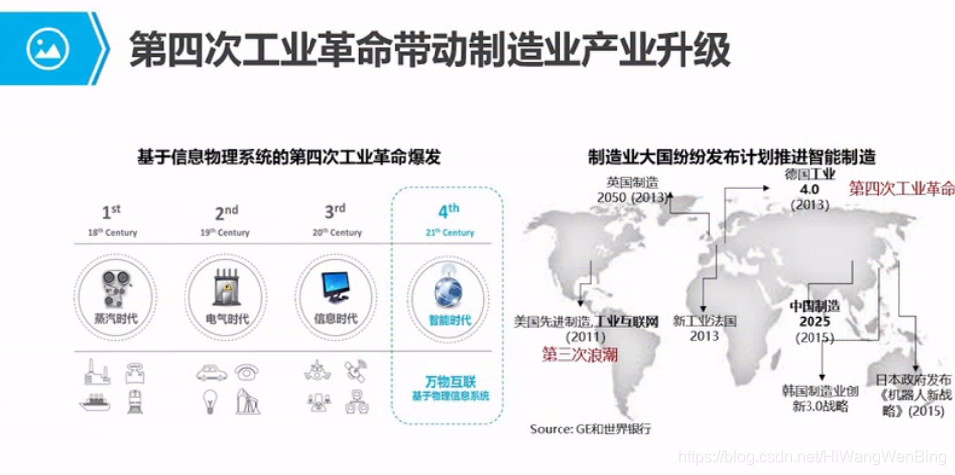 第四次工业革命带动制造业产业升级
基于信息物理系统的第四次工业革命爆发
1st
18th Century
蒸汽时代
2nd
19th Century
电气时代
3rd
20th Century
信息时代
4th
21th Century
智能时代
万物互联
基于物理信息系统
制造业大国纷纷发布计划推进智能制造
英国制造
2050 (2013)
德国工业
4.0
(2013)
第四次工业革命
美国先进制造,工业互联网
(2011)
第三次浪潮
新工业法国
2013
中国制造
2025
(2015)
韩国制造业创
新3.0战略
日本政府发布
《机器人新战
略》(2015)
Source: GE和世界银行
https://blog.csdn.net/HiWangWenBing